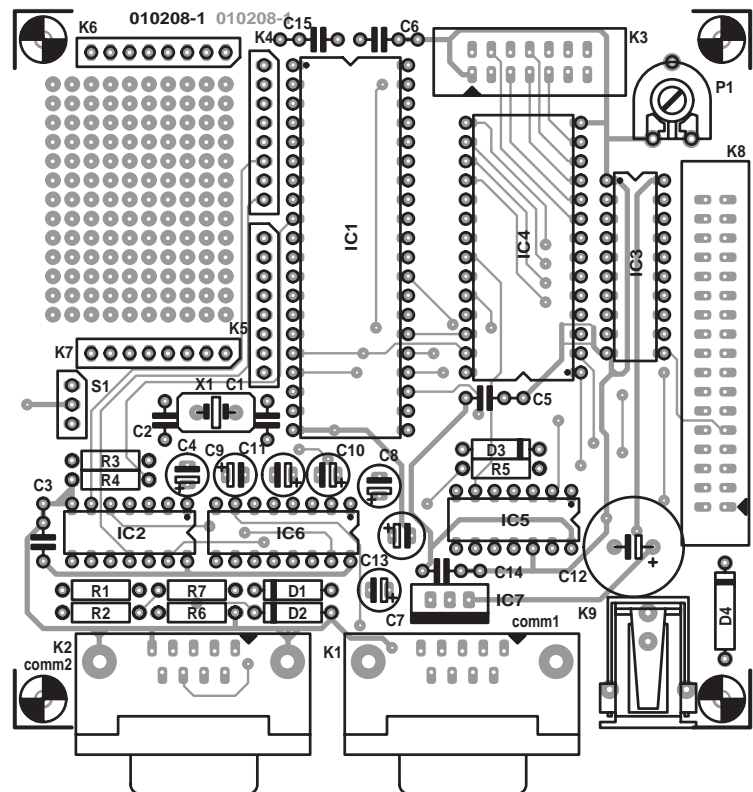 010208-1 010208-1
K6
K4
C15
C6
K3
P1
K8
IC1
IC4
IC3
K7
K5
S1
X1
C1
C2
C5
C4
C9
C11
C10
C8
D3
R5
R3
R4
C3
IC2
IC6
IC5
C12
C13
C14
R1
R7
D1
R2
R6
D2
C7
IC7
K9
D4
K2
comm2
K1
comm1